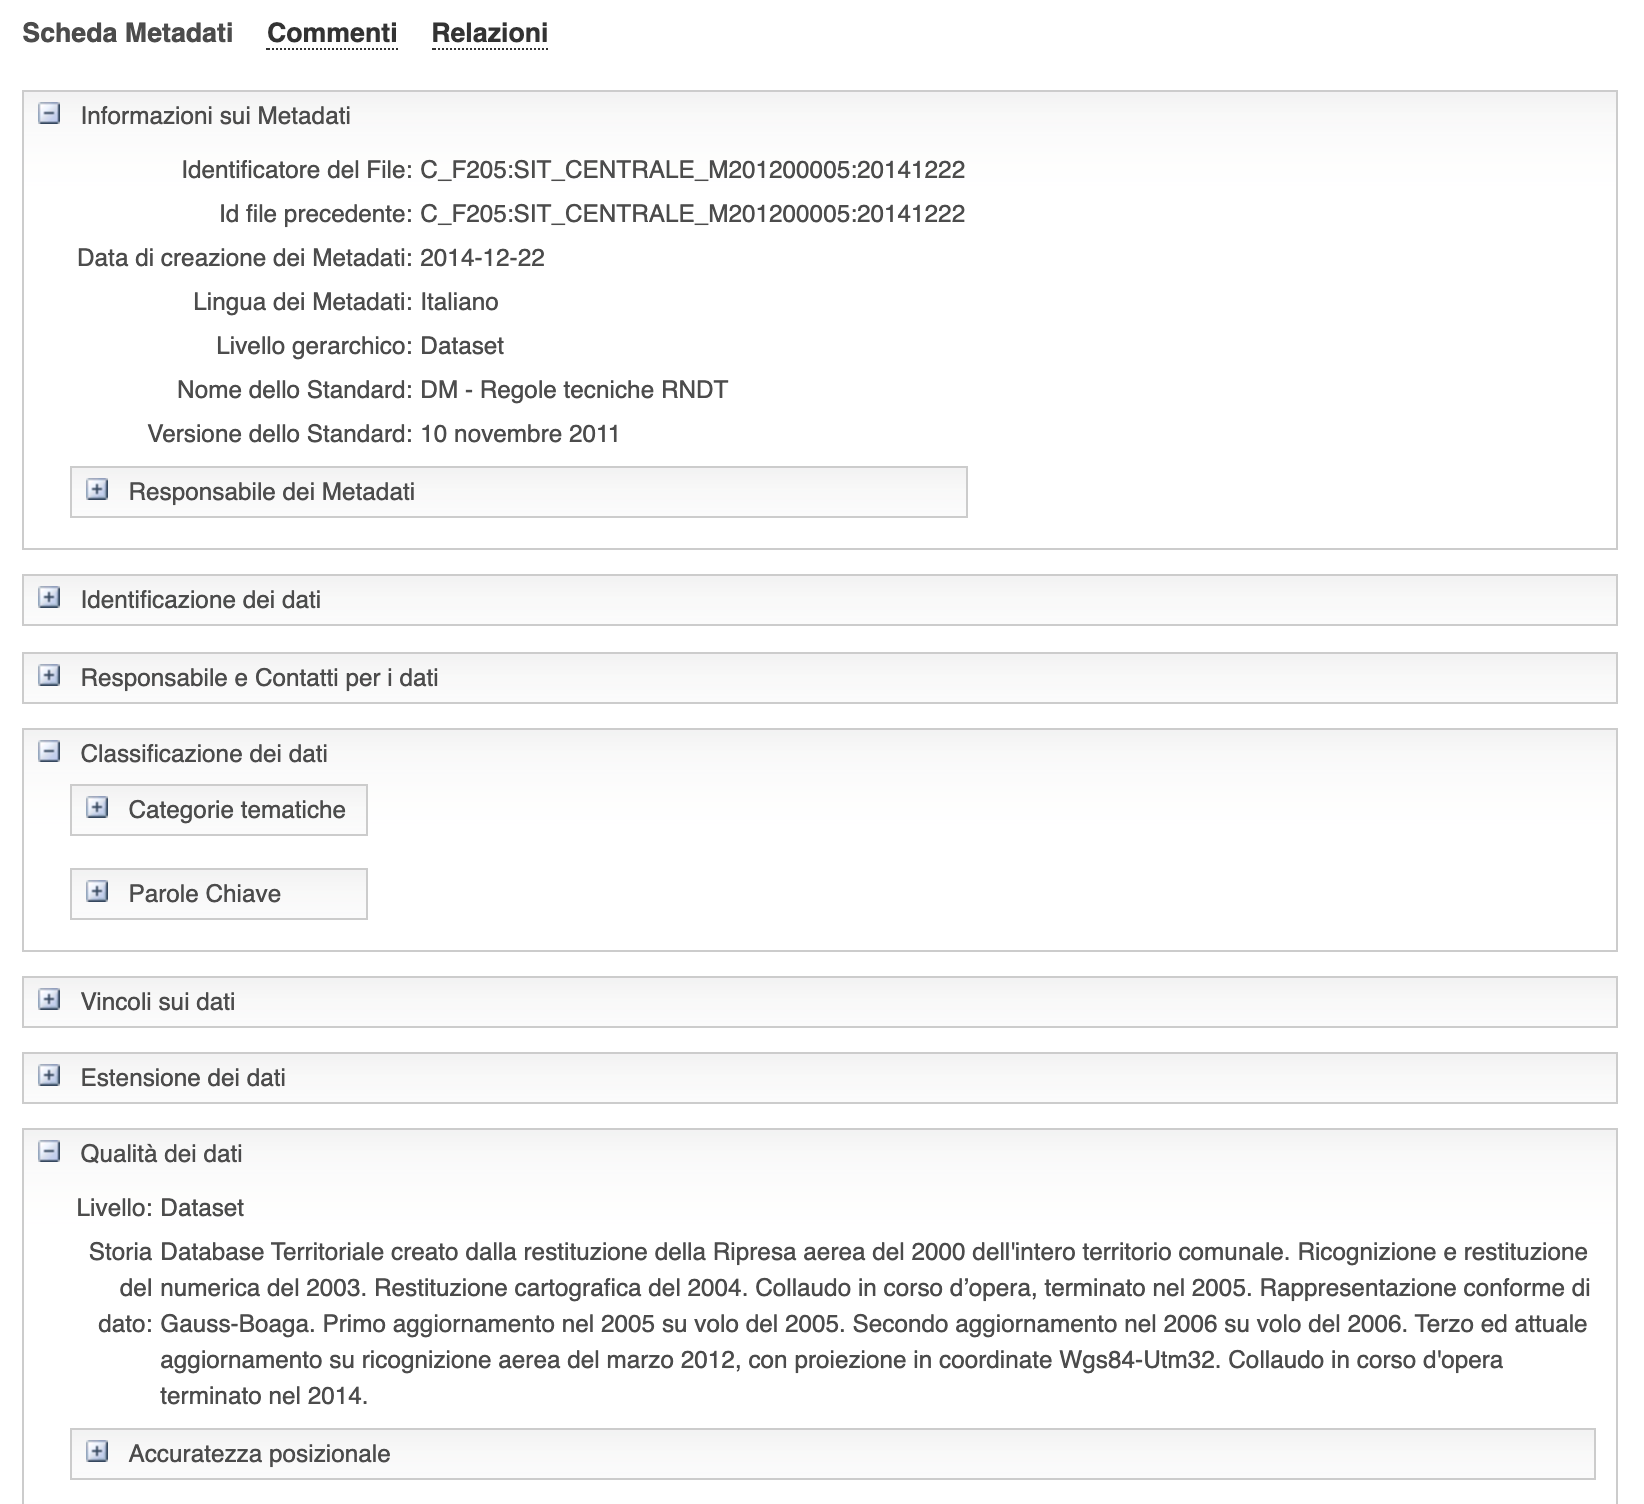 Scheda Metadati Commenti Relazioni
Informazioni sui Metadati
Identificatore del File: C_F205:SIT_CENTRALE_M201200005:20141222
Id file precedente: C_F205:SIT_CENTRALE_M201200005:20141222
Data di creazione dei Metadati: 2014-12-22
Lingua dei Metadati: Italiano
Livello gerarchico: Dataset
Nome dello Standard: DM - Regole tecniche RNDT
Versione dello Standard: 10 novembre 2011
Responsabile dei Metadati
Identificazione dei dati
Responsabile e Contatti per i dati
Classificazione dei dati
Categorie tematiche
Parole Chiave
Vincoli sui dati
Estensione dei dati
Qualità dei dati
Livello: Dataset
Storia Database Territoriale creato dalla restituzione della Ripresa aerea del 2000 dell'intero territorio comunale. Ricognizione e restituzione
del numerica del 2003. Restituzione cartografica del 2004. Collaudo in corso d’opera, terminato nel 2005. Rappresentazione conforme di
dato: Gauss-Boaga. Primo aggiornamento nel 2005 su volo del 2005. Secondo aggiornamento nel 2006 su volo del 2006. Terzo ed attuale
aggiornamento su ricognizione aerea del marzo 2012, con proiezione in coordinate Wgs84-Utm32. Collaudo in corso d'opera
terminato nel 2014.
Accuratezza posizionale